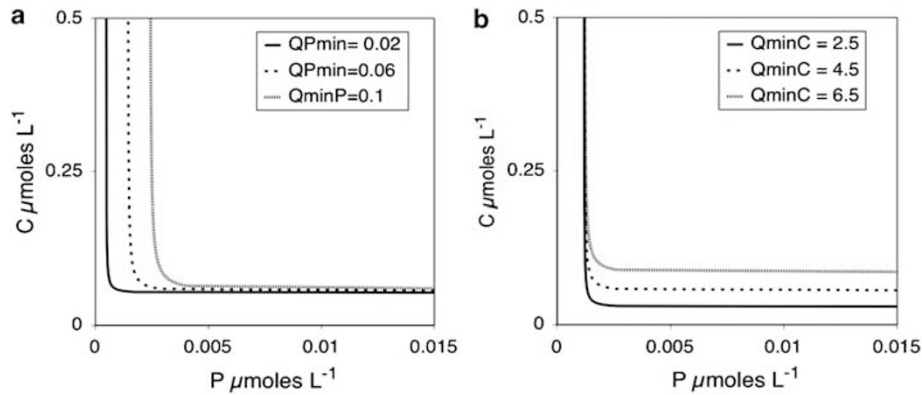 a
0.5
QPmin= 0.02
QPmin=0.06
QminP=0.1
C µmoles L-1
0.25
0
0
0.005
0.01
0.015
P µmoles L-1
b
0.5
QminC = 2.5
QminC = 4.5
QminC = 6.5
C µmoles L-1
0.25
0
0
0.005
0.01
0.015
P µmoles L-1